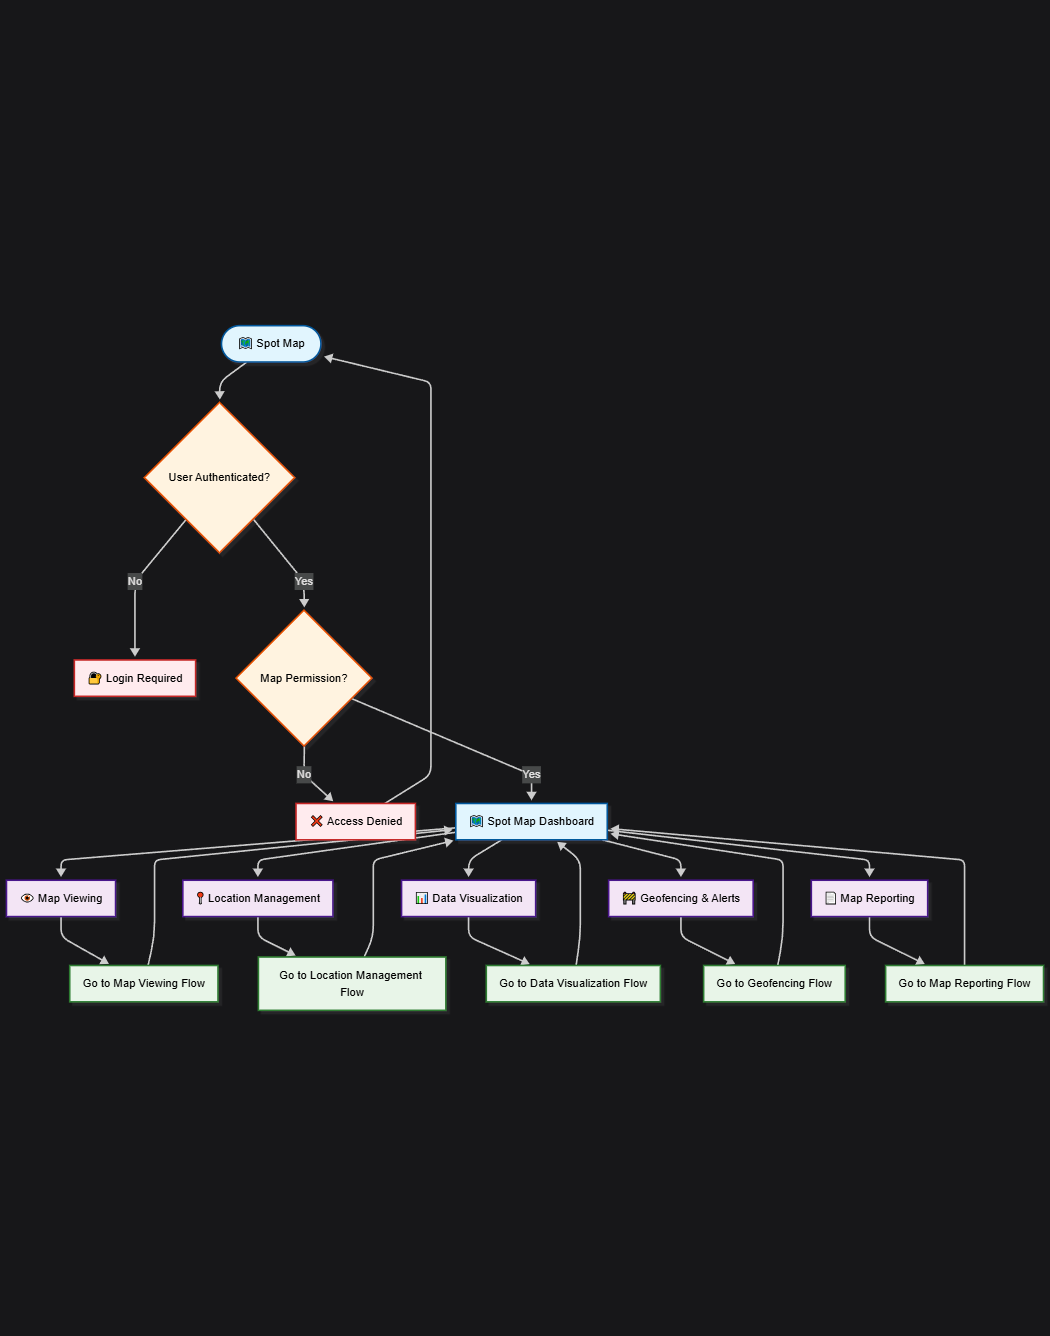 Spot Map
User Authenticated?
No
Yes
Login Required
Map Permission?
No
Yes
Access Denied
Spot Map Dashboard
Map Viewing
Location Management
Data Visualization
Geofencing & Alerts
Map Reporting
Go to Map Viewing Flow
Go to Location Management
Flow
Go to Data Visualization Flow
Go to Geofencing Flow
Go to Map Reporting Flow